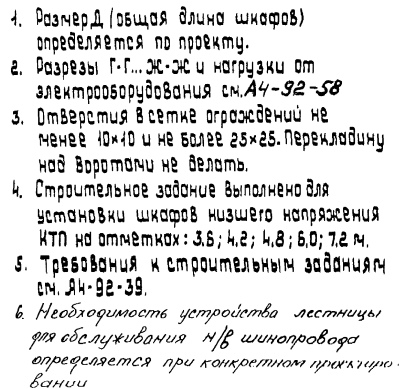 1. Размер Д (общая длина шкафов)
определяется по проекту.
2. Разрезы Г-Г... Ж-Ж и нагрузки от
электрооборудования см. А4-92-58
3. Отверстия в сетке ограждений не
менее 10×10 и не более 25×25. Перекладину
над воротами не делать.
4. Строительное задание выполнено для
установки шкафов низшего напряжения
КТП на отметках: 3,6; 4,2; 4,8; 6,0; 7,2 м.
5. Требования к строительным заданиям
см. А4-92-39.
6. Необходимость устройства лестницы
для обслуживания н/в шинопровода
определяется при конкретном проектиро-
вании